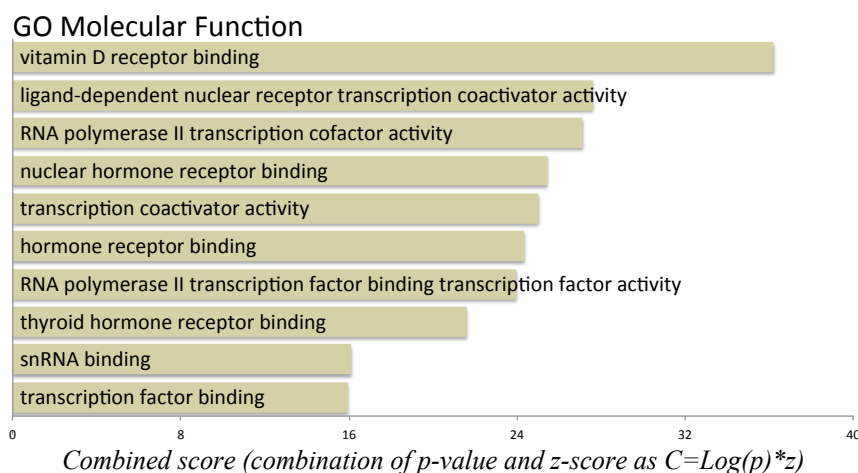 GO Molecular Function
vitamin D receptor binding
ligand-dependent nuclear receptor transcription coactivator activity
RNA polymerase II transcription cofactor activity
nuclear hormone receptor binding
transcription coactivator activity
hormone receptor binding
RNA polymerase II transcription factor binding transcription factor activity
thyroid hormone receptor binding
snRNA binding
transcription factor binding
0 8 16 24 32 40
Combined score (combination of p-value and z-score as C=Log(p)*z)